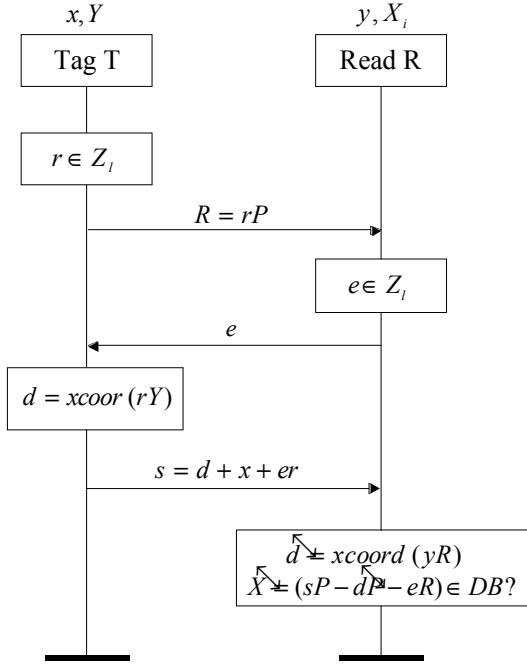 x, Y
y, X_i
Tag T
Read R
r ∈ Z_l
R = rP
e ∈ Z_l
e
d = xcoor (rY)
s = d + x + er
d = xcoord (yR)
X = (sP − dP − eR) ∈ DB?